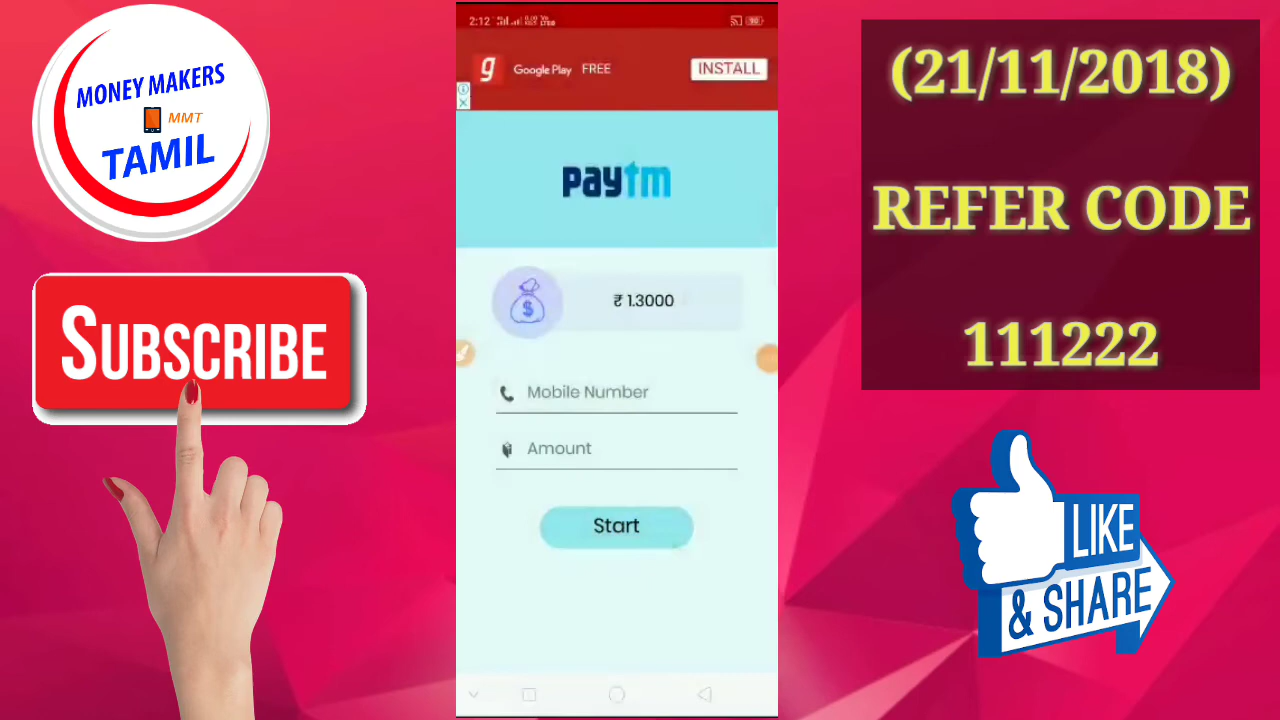 MONEY MAKERS
MMT
TAMIL
SUBSCRIBE
2:12
g Google Play FREE
INSTALL
paytm
$
₹ 1.3000
Mobile Number
Amount
Start
(21/11/2018)
REFER CODE
111222
LIKE
& SHARE